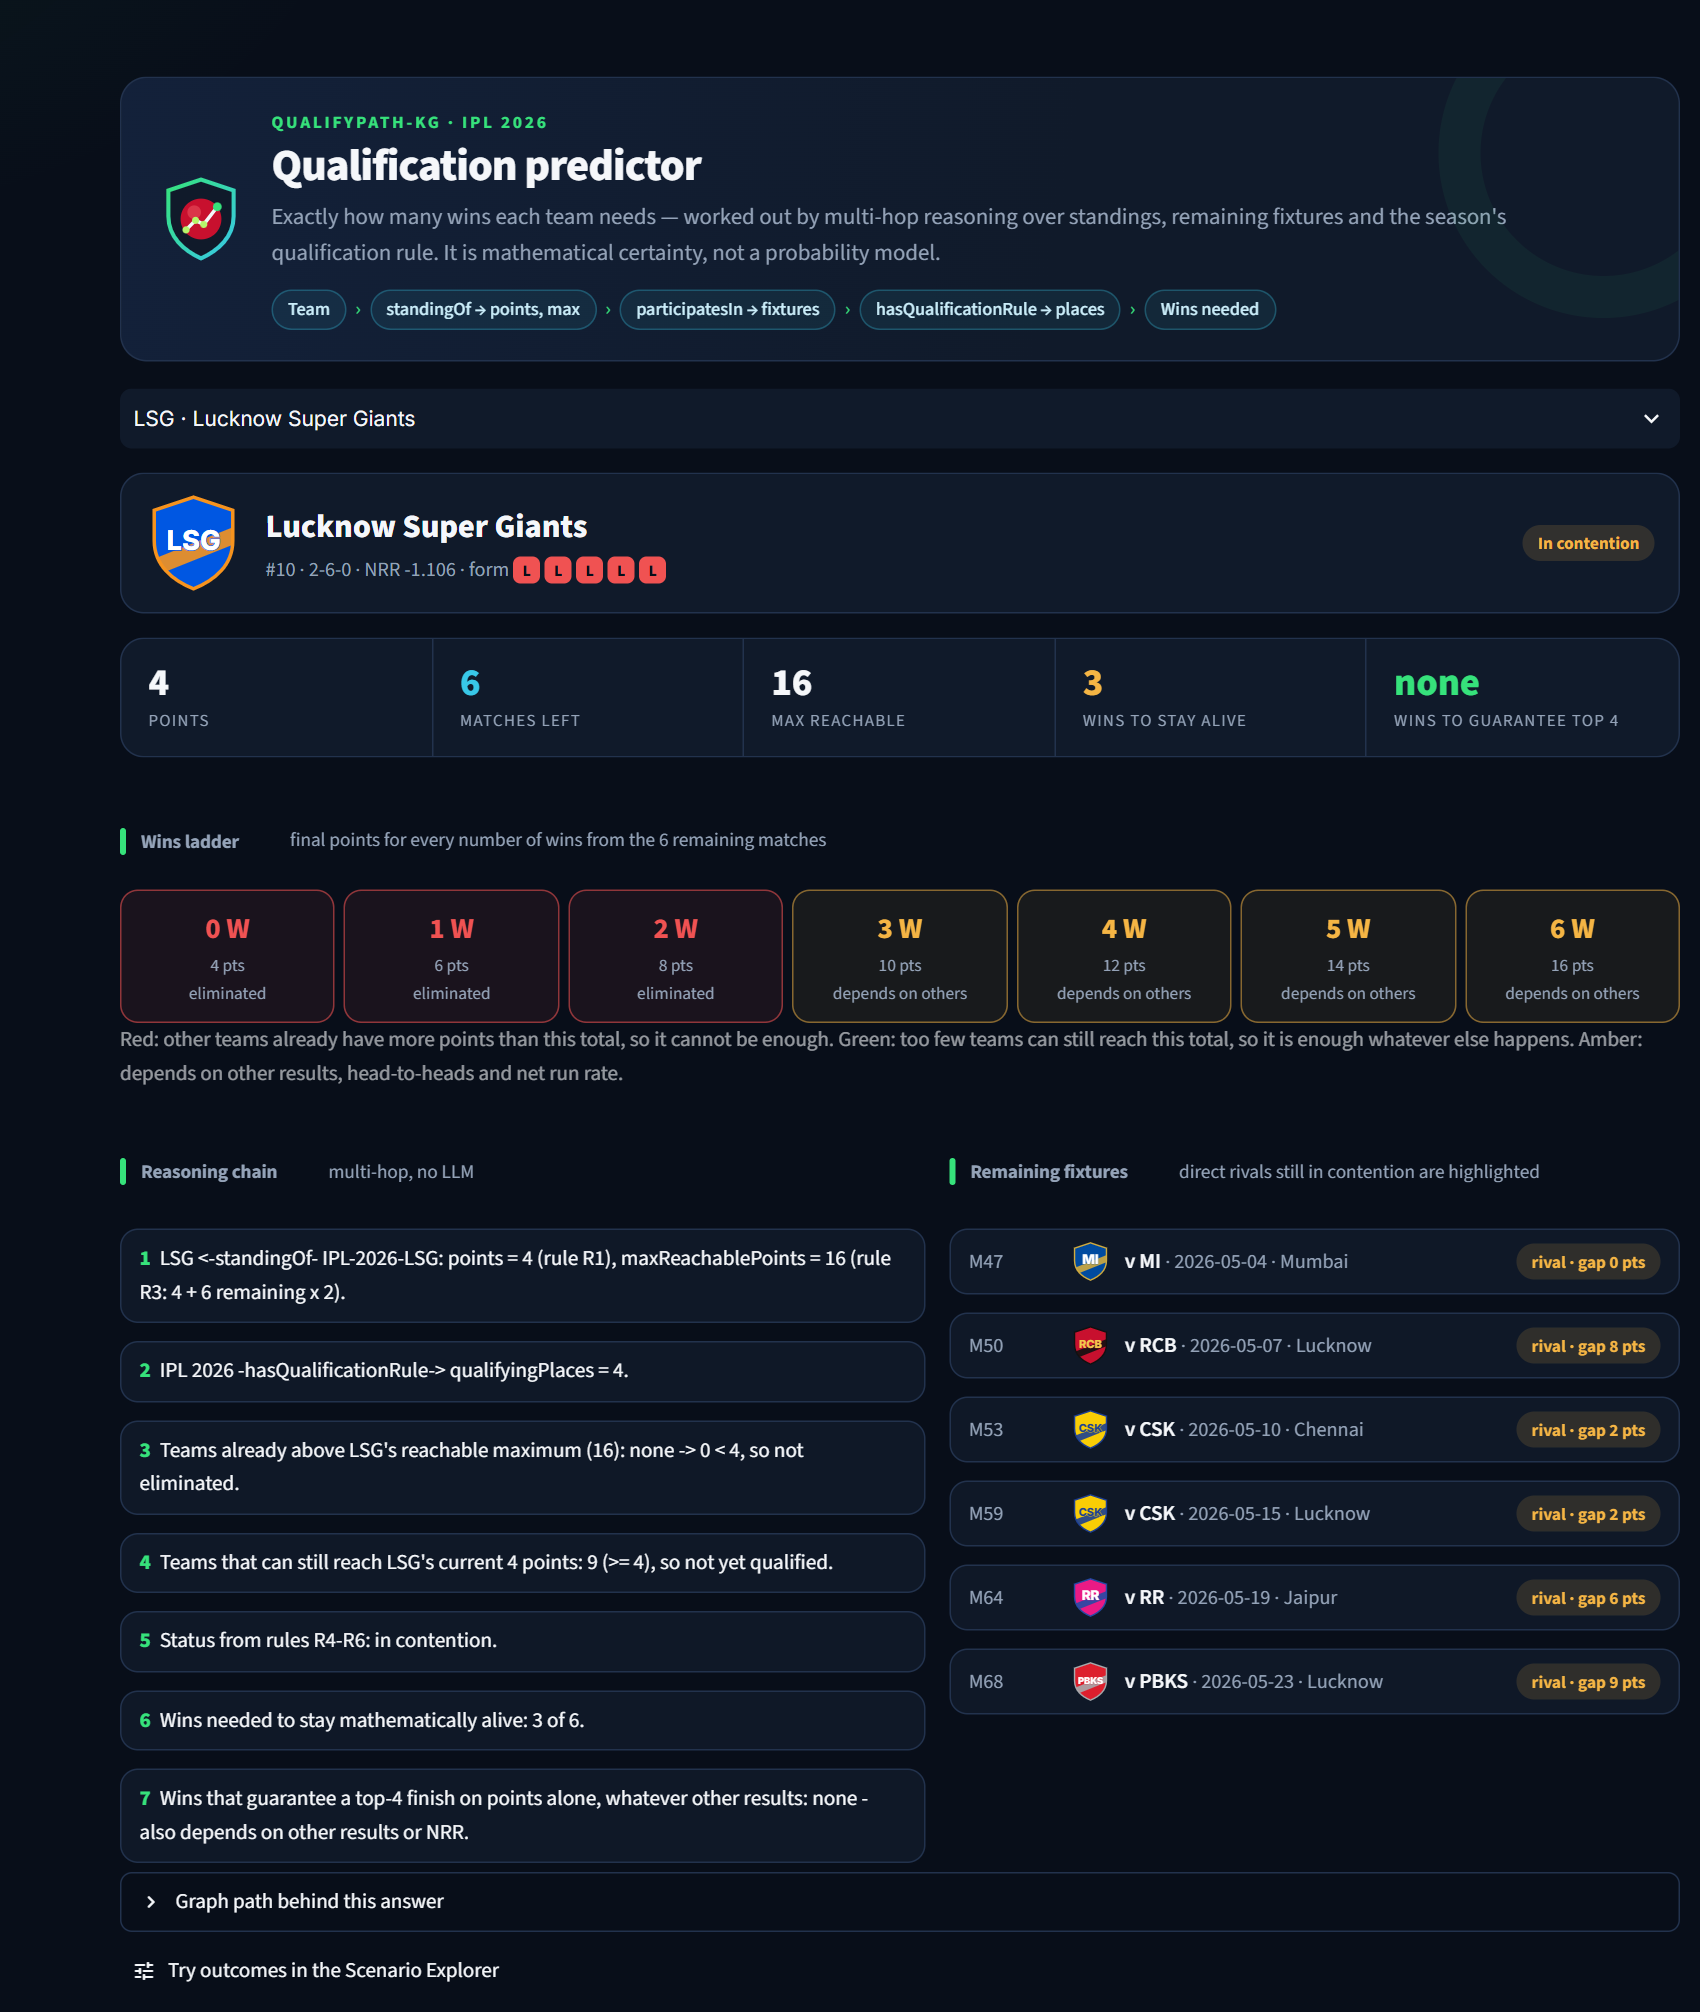 QUALIFYPATH-KG · IPL 2026
Qualification predictor
Exactly how many wins each team needs — worked out by multi-hop reasoning over standings, remaining fixtures and the season's
qualification rule. It is mathematical certainty, not a probability model.
Team › standingOf → points, max › participatesIn → fixtures › hasQualificationRule → places › Wins needed
LSG · Lucknow Super Giants
LSG
Lucknow Super Giants
#10 · 2-6-0 · NRR -1.106 · form L L L L L
In contention
4
POINTS
6
MATCHES LEFT
16
MAX REACHABLE
3
WINS TO STAY ALIVE
none
WINS TO GUARANTEE TOP 4
Wins ladder final points for every number of wins from the 6 remaining matches
0 W
4 pts
eliminated
1 W
6 pts
eliminated
2 W
8 pts
eliminated
3 W
10 pts
depends on others
4 W
12 pts
depends on others
5 W
14 pts
depends on others
6 W
16 pts
depends on others
Red: other teams already have more points than this total, so it cannot be enough. Green: too few teams can still reach this total, so it is enough whatever else happens. Amber:
depends on other results, head-to-heads and net run rate.
Reasoning chain multi-hop, no LLM
1 LSG <-standingOf- IPL-2026-LSG: points = 4 (rule R1), maxReachablePoints = 16 (rule
R3: 4 + 6 remaining x 2).
2 IPL 2026 -hasQualificationRule-> qualifyingPlaces = 4.
3 Teams already above LSG's reachable maximum (16): none -> 0 < 4, so not
eliminated.
4 Teams that can still reach LSG's current 4 points: 9 (>= 4), so not yet qualified.
5 Status from rules R4-R6: in contention.
6 Wins needed to stay mathematically alive: 3 of 6.
7 Wins that guarantee a top-4 finish on points alone, whatever other results: none -
also depends on other results or NRR.
Remaining fixtures direct rivals still in contention are highlighted
M47 MI v MI · 2026-05-04 · Mumbai rival · gap 0 pts
M50 RCB v RCB · 2026-05-07 · Lucknow rival · gap 8 pts
M53 CSK v CSK · 2026-05-10 · Chennai rival · gap 2 pts
M59 CSK v CSK · 2026-05-15 · Lucknow rival · gap 2 pts
M64 RR v RR · 2026-05-19 · Jaipur rival · gap 6 pts
M68 PBKS v PBKS · 2026-05-23 · Lucknow rival · gap 9 pts
Graph path behind this answer
Try outcomes in the Scenario Explorer